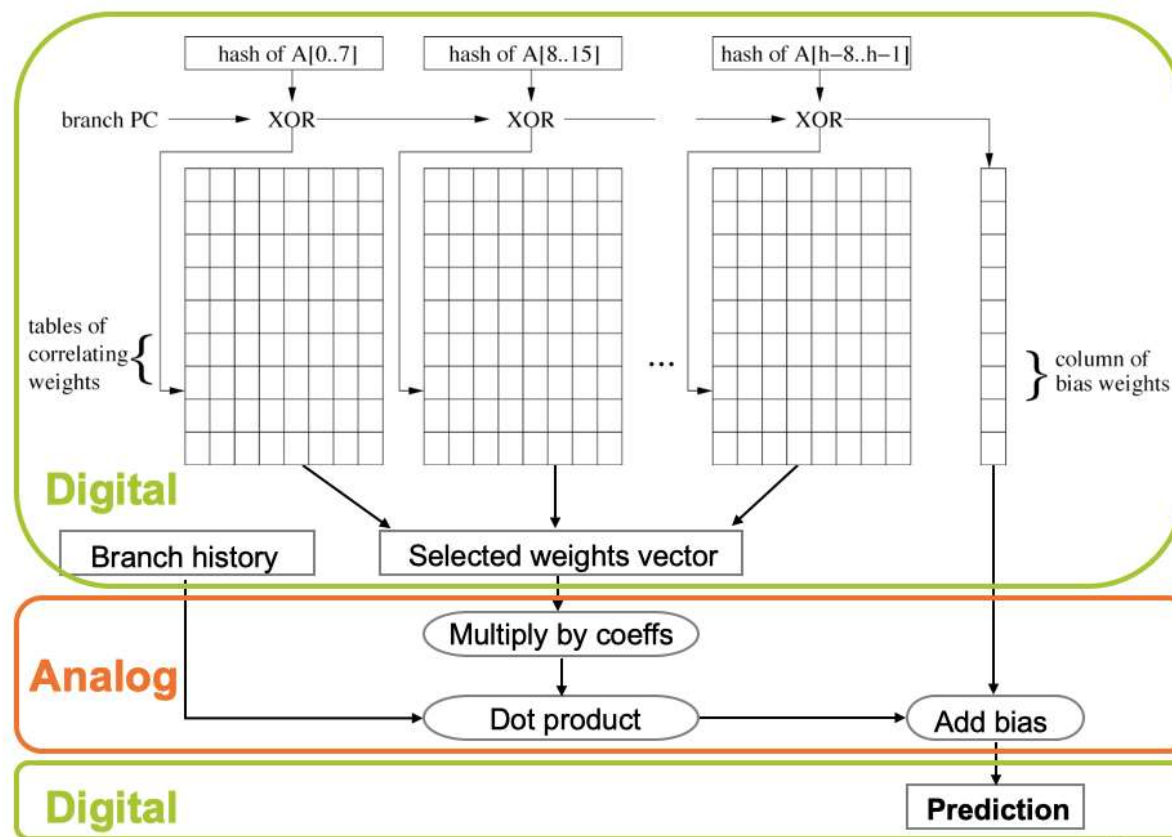 hash of A[0..7]
hash of A[8..15]
hash of A[h−8..h−1]
branch PC
XOR
XOR
XOR
tables of
correlating
weights
{
...
}
column of
bias weights
Digital
Branch history
Selected weights vector
Multiply by coeffs
Analog
Dot product
Add bias
Digital
Prediction